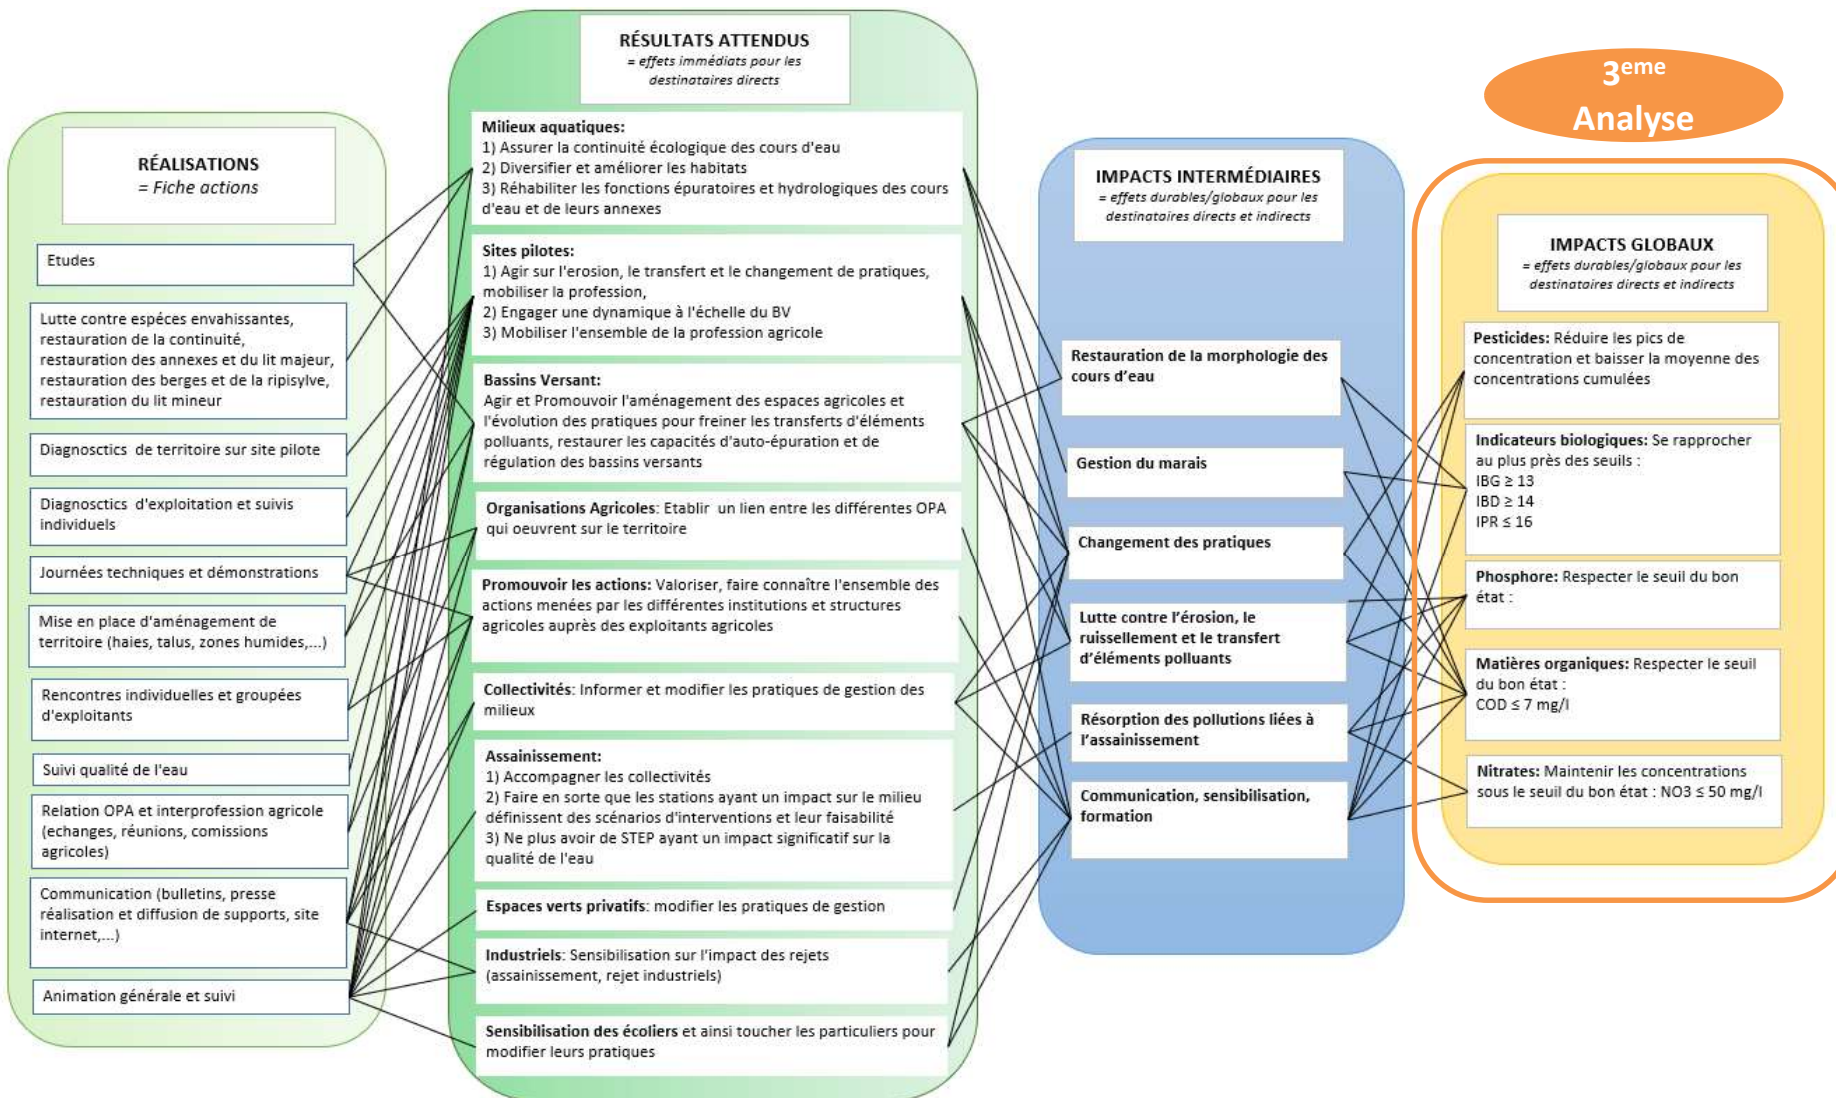 RÉALISATIONS
= Fiche actions
Etudes
Lutte contre espéces envahissantes,
restauration de la continuité,
restauration des annexes et du lit majeur,
restauration des berges et de la ripisylve,
restauration du lit mineur
Diagnosctics de territoire sur site pilote
Diagnosctics d'exploitation et suivis
individuels
Journées techniques et démonstrations
Mise en place d'aménagement de
territoire (haies, talus, zones humides,...)
Rencontres individuelles et groupées
d'exploitants
Suivi qualité de l'eau
Relation OPA et interprofession agricole
(echanges, réunions, comissions
agricoles)
Communication (bulletins, presse
réalisation et diffusion de supports, site
internet,...)
Animation générale et suivi
RÉSULTATS ATTENDUS
= effets immédiats pour les
destinataires directs
Milieux aquatiques:
1) Assurer la continuité écologique des cours d'eau
2) Diversifier et améliorer les habitats
3) Réhabiliter les fonctions épuratoires et hydrologiques des cours
d'eau et de leurs annexes
Sites pilotes:
1) Agir sur l'erosion, le transfert et le changement de pratiques,
mobiliser la profession,
2) Engager une dynamique à l'échelle du BV
3) Mobiliser l'ensemble de la profession agricole
Bassins Versant:
Agir et Promouvoir l'aménagement des espaces agricoles et
l'évolution des pratiques pour freiner les transferts d'éléments
polluants, restaurer les capacités d'auto-épuration et de
régulation des bassins versants
Organisations Agricoles: Etablir un lien entre les différentes OPA
qui oeuvrent sur le territoire
Promouvoir les actions: Valoriser, faire connaître l'ensemble des
actions menées par les différentes institutions et structures
agricoles auprès des exploitants agricoles
Collectivités: Informer et modifier les pratiques de gestion des
milieux
Assainissement:
1) Accompagner les collectivités
2) Faire en sorte que les stations ayant un impact sur le milieu
définissent des scénarios d'interventions et leur faisabilité
3) Ne plus avoir de STEP ayant un impact significatif sur la
qualité de l'eau
Espaces verts privatifs: modifier les pratiques de gestion
Industriels: Sensibilisation sur l'impact des rejets
(assainissement, rejet industriels)
Sensibilisation des écoliers et ainsi toucher les particuliers pour
modifier leurs pratiques
IMPACTS INTERMÉDIAIRES
= effets durables/globaux pour les
destinataires directs et indirects
Restauration de la morphologie des
cours d'eau
Gestion du marais
Changement des pratiques
Lutte contre l'érosion, le
ruissellement et le transfert
d'éléments polluants
Résorption des pollutions liées à
l'assainissement
Communication, sensibilisation,
formation
3eme
Analyse
IMPACTS GLOBAUX
= effets durables/globaux pour les
destinataires directs et indirects
Pesticides: Réduire les pics de
concentration et baisser la moyenne des
concentrations cumulées
Indicateurs biologiques: Se rapprocher
au plus près des seuils :
IBG ≥ 13
IBD ≥ 14
IPR ≤ 16
Phosphore: Respecter le seuil du bon
état :
Matières organiques: Respecter le seuil
du bon état :
COD ≤ 7 mg/l
Nitrates: Maintenir les concentrations
sous le seuil du bon état : NO3 ≤ 50 mg/l